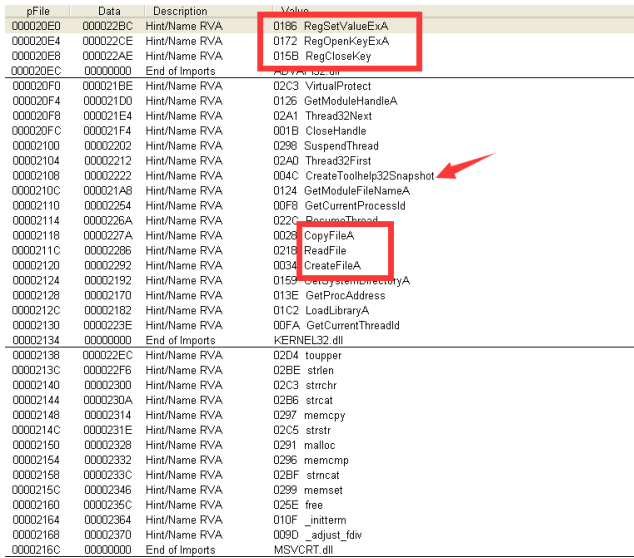 pFile Data Description Value
000020E0 000022BC Hint/Name RVA 0186 RegSetValueExA
000020E4 000022CE Hint/Name RVA 0172 RegOpenKeyExA
000020E8 000022AE Hint/Name RVA 015B RegCloseKey
000020EC 00000000 End of Imports ADVAPI32.dll
000020F0 000021BE Hint/Name RVA 02C3 VirtualProtect
000020F4 000021D0 Hint/Name RVA 0126 GetModuleHandleA
000020F8 000021E4 Hint/Name RVA 02A1 Thread32Next
000020FC 000021F4 Hint/Name RVA 001B CloseHandle
00002100 00002202 Hint/Name RVA 0298 SuspendThread
00002104 00002212 Hint/Name RVA 02A0 Thread32First
00002108 00002222 Hint/Name RVA 004C CreateToolhelp32Snapshot
0000210C 000021A8 Hint/Name RVA 0124 GetModuleFileNameA
00002110 00002254 Hint/Name RVA 00F8 GetCurrentProcessId
00002114 0000226A Hint/Name RVA 022C ResumeThread
00002118 0000227A Hint/Name RVA 0028 CopyFileA
0000211C 00002286 Hint/Name RVA 0218 ReadFile
00002120 00002292 Hint/Name RVA 0034 CreateFileA
00002124 00002192 Hint/Name RVA 0159 GetSystemDirectoryA
00002128 00002170 Hint/Name RVA 013E GetProcAddress
0000212C 00002182 Hint/Name RVA 01C2 LoadLibraryA
00002130 0000223E Hint/Name RVA 00FA GetCurrentThreadId
00002134 00000000 End of Imports KERNEL32.dll
00002138 000022EC Hint/Name RVA 02D4 toupper
0000213C 000022F6 Hint/Name RVA 02BE strlen
00002140 00002300 Hint/Name RVA 02C3 strrchr
00002144 0000230A Hint/Name RVA 02B6 strcat
00002148 00002314 Hint/Name RVA 0297 memcpy
0000214C 0000231E Hint/Name RVA 02C5 strstr
00002150 00002328 Hint/Name RVA 0291 malloc
00002154 00002332 Hint/Name RVA 0296 memcmp
00002158 0000233C Hint/Name RVA 02BF strncat
0000215C 00002346 Hint/Name RVA 0299 memset
00002160 0000235C Hint/Name RVA 025E free
00002164 00002364 Hint/Name RVA 010F _initterm
00002168 00002370 Hint/Name RVA 009D _adjust_fdiv
0000216C 00000000 End of Imports MSVCRT.dll